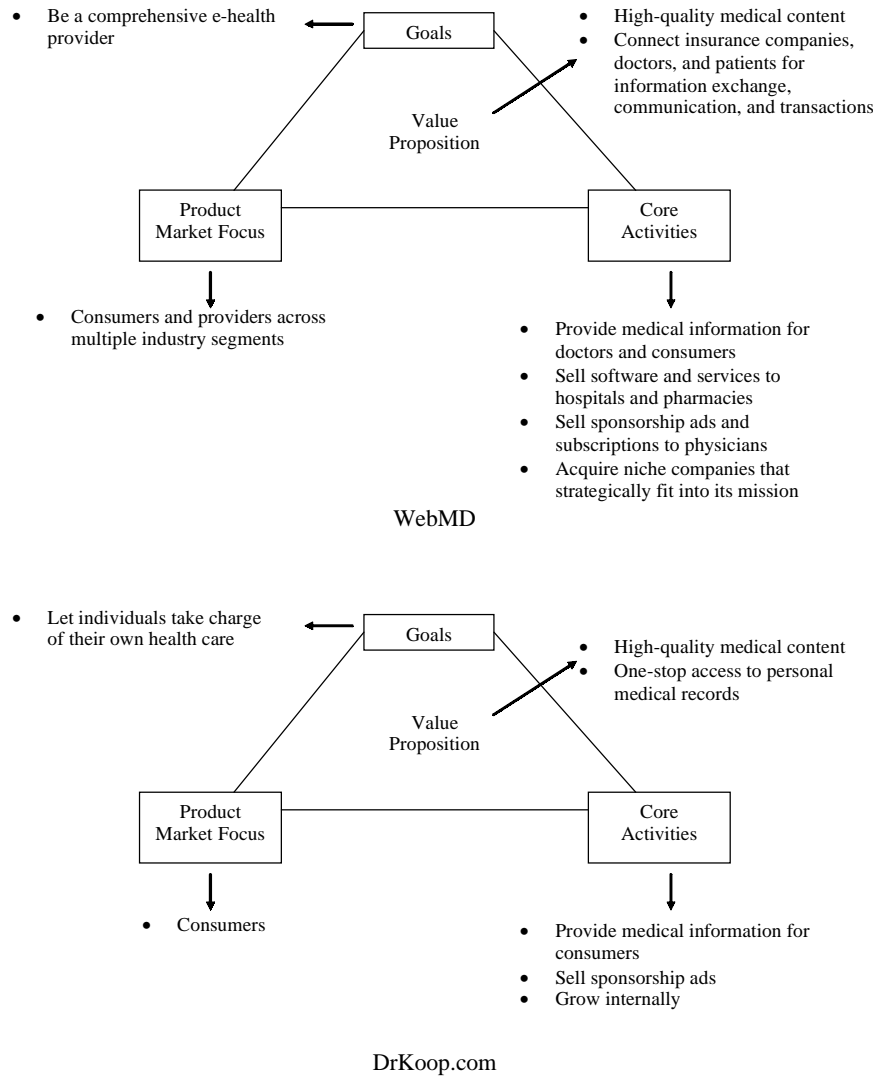 • Be a comprehensive e-health
provider
Goals
• High-quality medical content
• Connect insurance companies,
doctors, and patients for
information exchange,
communication, and transactions
Value
Proposition
Product
Market Focus
Core
Activities
• Consumers and providers across
multiple industry segments
• Provide medical information for
doctors and consumers
• Sell software and services to
hospitals and pharmacies
• Sell sponsorship ads and
subscriptions to physicians
• Acquire niche companies that
strategically fit into its mission
WebMD
• Let individuals take charge
of their own health care
Goals
• High-quality medical content
• One-stop access to personal
medical records
Value
Proposition
Product
Market Focus
Core
Activities
• Consumers
• Provide medical information for
consumers
• Sell sponsorship ads
• Grow internally
DrKoop.com